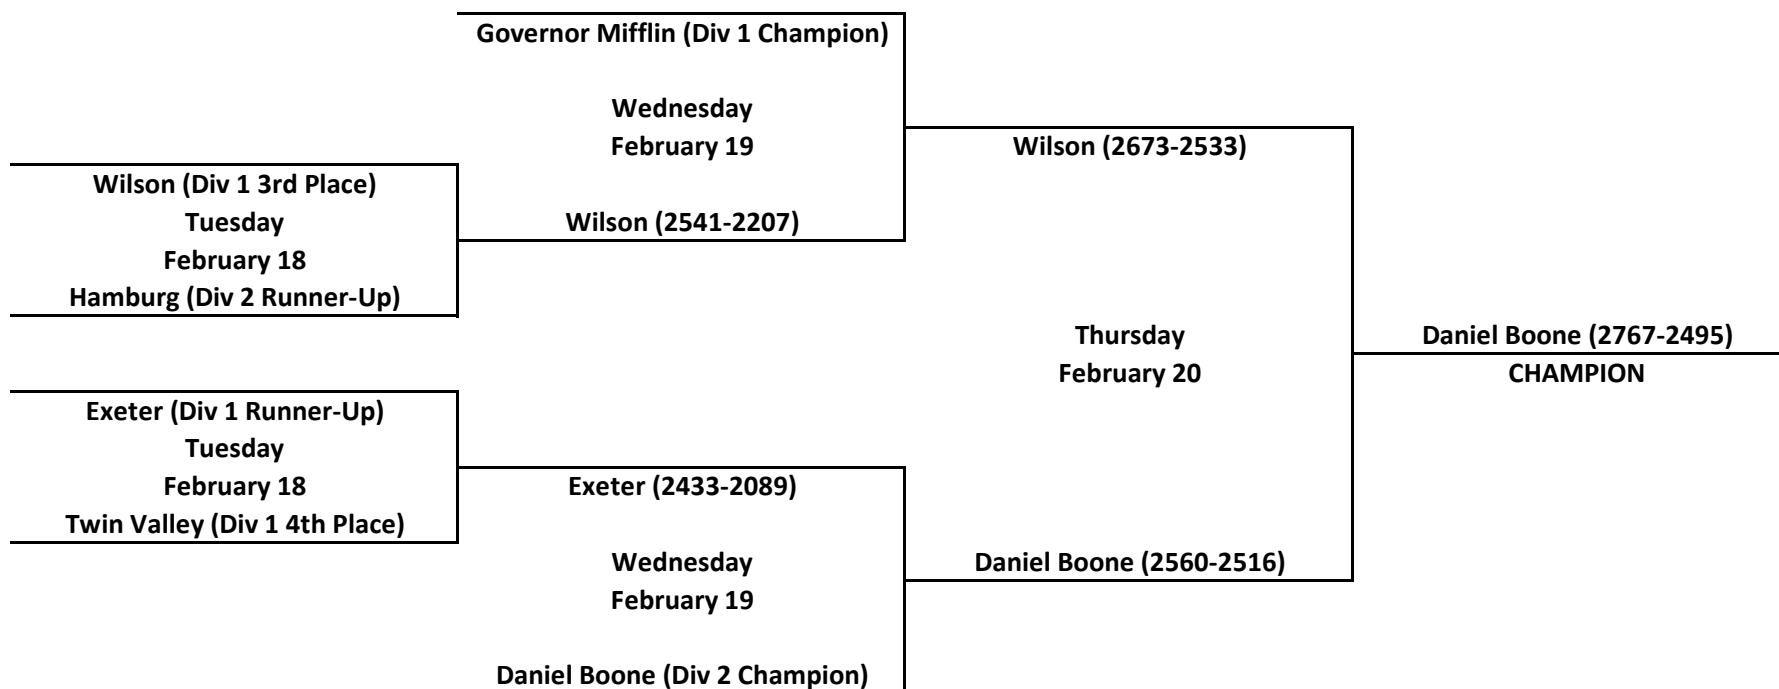 Governor Mifflin (Div 1 Champion)
Wednesday
February 19
Wilson (2673-2533)
Wilson (Div 1 3rd Place)
Tuesday
Wilson (2541-2207)
February 18
Hamburg (Div 2 Runner-Up)
Thursday
Daniel Boone (2767-2495)
February 20
CHAMPION
Exeter (Div 1 Runner-Up)
Tuesday
February 18
Exeter (2433-2089)
Twin Valley (Div 1 4th Place)
Wednesday
Daniel Boone (2560-2516)
February 19
Daniel Boone (Div 2 Champion)